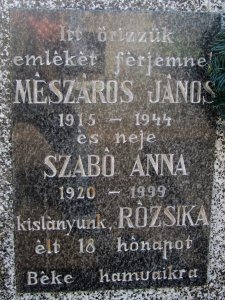 Itt őrizzük
emlékét férjemnek
MÉSZÁROS JÁNOS
1915 – 1944
és neje
SZABÓ ANNA
1920 – 1999
kislányunk, RÓZSIKA
élt 18 hónapot
Béke hamvaikra